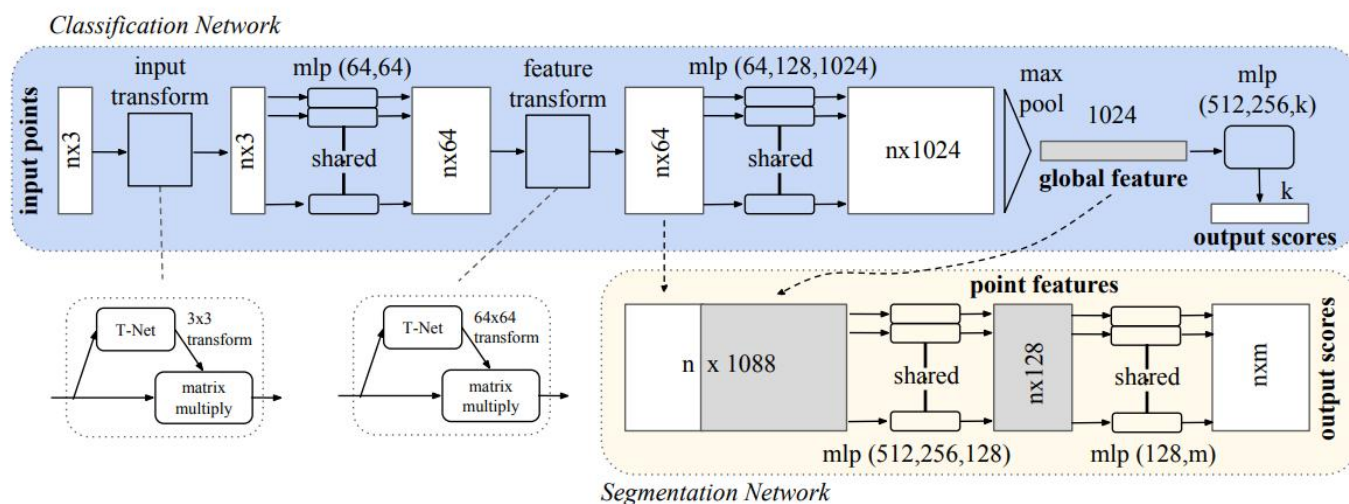 Classification Network
input points
nx3
input
transform
nx3
mlp (64,64)
shared
nx64
feature
transform
nx64
mlp (64,128,1024)
shared
nx1024
max
pool
1024
global feature
mlp
(512,256,k)
k
output scores
T-Net
3x3
transform
matrix
multiply
T-Net
64x64
transform
matrix
multiply
point features
n x 1088
shared
mlp (512,256,128)
nx128
shared
mlp (128,m)
nxm
output scores
Segmentation Network